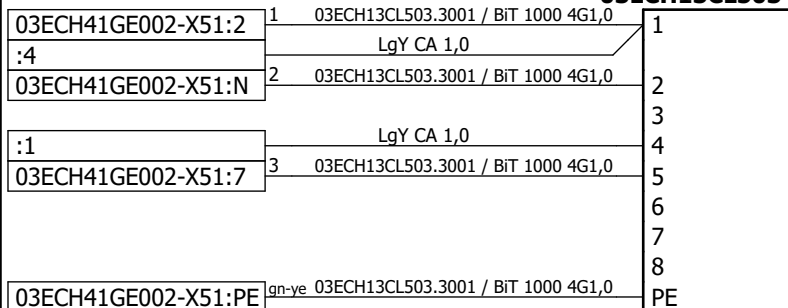 03ECH13CL503
03ECH41GE002-X51:2 1 03ECH13CL503.3001 / BiT 1000 4G1,0 1
:4 LgY CA 1,0
03ECH41GE002-X51:N 2 03ECH13CL503.3001 / BiT 1000 4G1,0 2
3
:1 LgY CA 1,0 4
03ECH41GE002-X51:7 3 03ECH13CL503.3001 / BiT 1000 4G1,0 5
6
7
8
03ECH41GE002-X51:PE gn-ye 03ECH13CL503.3001 / BiT 1000 4G1,0 PE